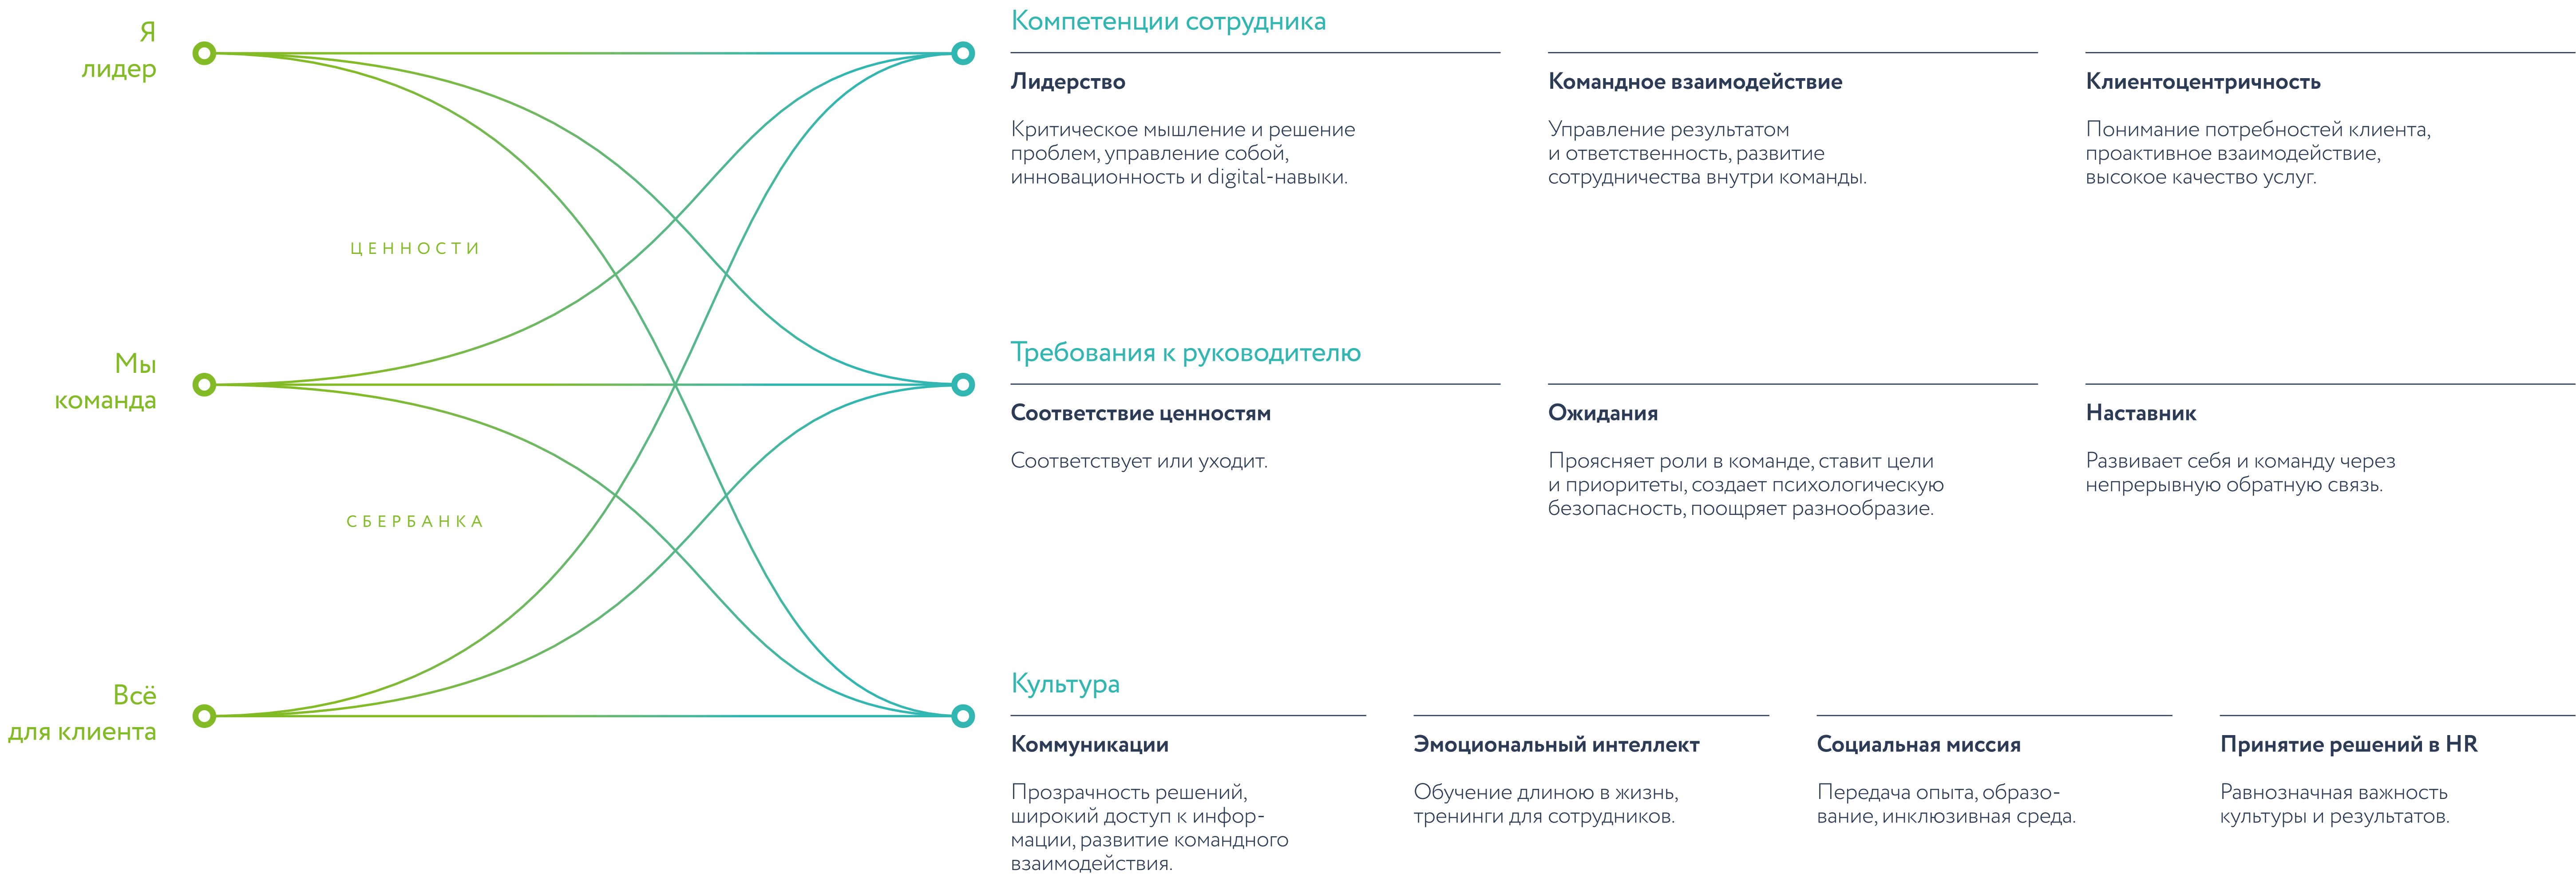 Я
лидер
ЦЕННОСТИ
Мы
команда
СБЕРБАНКА
Всё
для клиента
Компетенции сотрудника
Лидерство
Критическое мышление и решение
проблем, управление собой,
инновационность и digital-навыки.
Командное взаимодействие
Управление результатом
и ответственность, развитие
сотрудничества внутри команды.
Клиентоцентричность
Понимание потребностей клиента,
проактивное взаимодействие,
высокое качество услуг.
Требования к руководителю
Соответствие ценностям
Соответствует или уходит.
Ожидания
Проясняет роли в команде, ставит цели
и приоритеты, создает психологическую
безопасность, поощряет разнообразие.
Наставник
Развивает себя и команду через
непрерывную обратную связь.
Культура
Коммуникации
Прозрачность решений,
широкий доступ к инфор-
мации, развитие командного
взаимодействия.
Эмоциональный интеллект
Обучение длиною в жизнь,
тренинги для сотрудников.
Социальная миссия
Передача опыта, образо-
вание, инклюзивная среда.
Принятие решений в HR
Равнозначная важность
культуры и результатов.